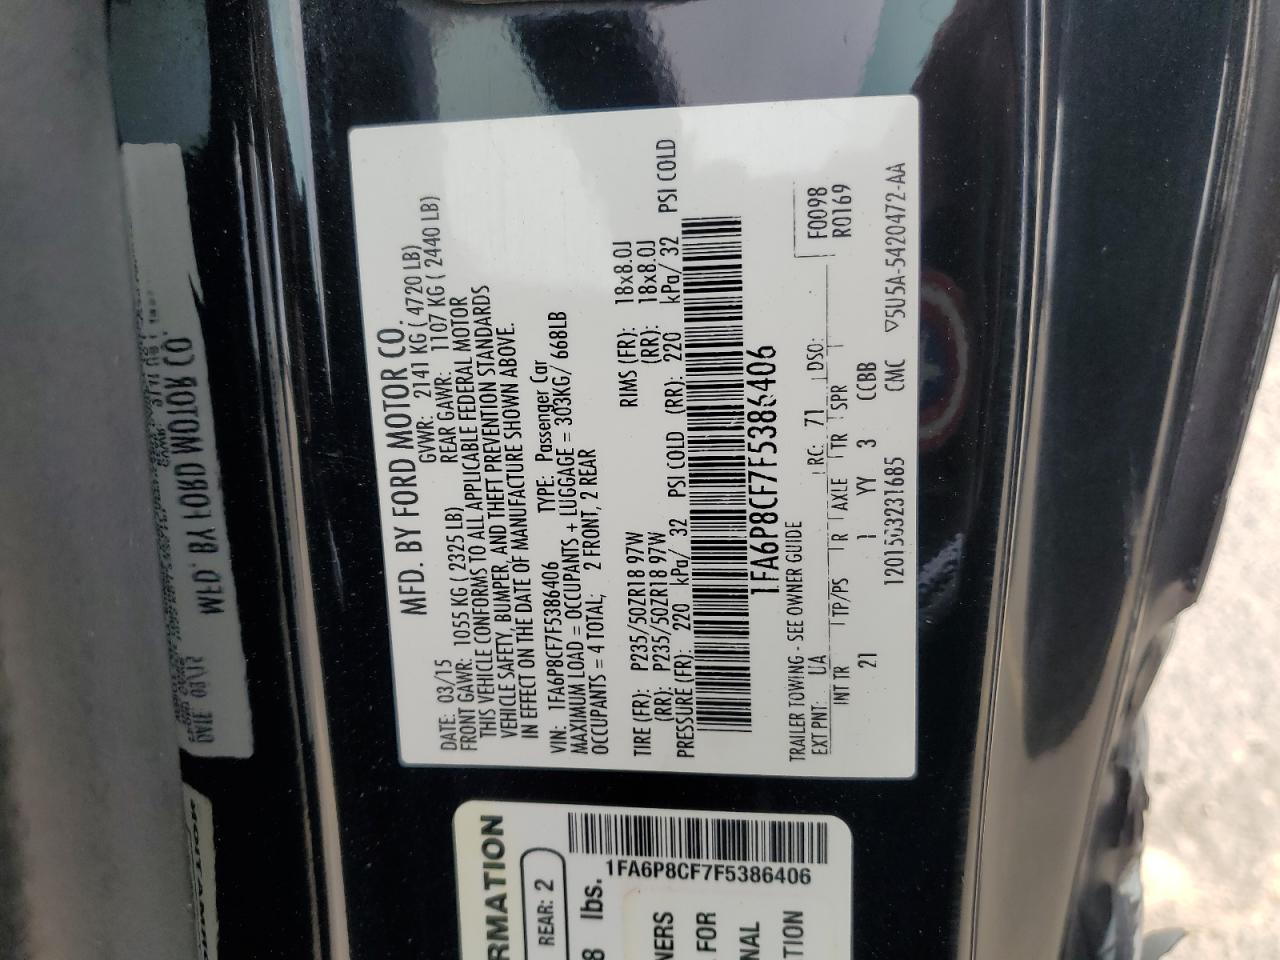 MFD. BY FORD MOTOR CO.
DATE: 03/15 GVWR: 2141 KG ( 4720 LB)
FRONT GAWR: 1055 KG ( 2325 LB) REAR GAWR: 1107 KG ( 2440 LB)
THIS VEHICLE CONFORMS TO ALL APPLICABLE FEDERAL MOTOR
VEHICLE SAFETY, BUMPER, AND THEFT PREVENTION STANDARDS
IN EFFECT ON THE DATE OF MANUFACTURE SHOWN ABOVE.
VIN: 1FA6P8CF7F5386406 TYPE: Passenger Car
MAXIMUM LOAD = OCCUPANTS + LUGGAGE = 303KG/ 668LB
OCCUPANTS = 4 TOTAL; 2 FRONT, 2 REAR
TIRE (FR): P235/50ZR18 97W RIMS (FR): 18x8.0J
(RR): P235/50ZR18 97W (RR): 18x8.0J
PRESSURE (FR): 220 kPa/ 32 PSI COLD (RR): 220 kPa/ 32 PSI COLD
1FA6P8CF7F5386406
TRAILER TOWING - SEE OWNER GUIDE
EXT PNT: UA RC: 71 DSO: F0098
R0169
INT TR TP/PS R AXLE TR SPR
21 1 YY 3 CCBB
12015032316​85 CMC ▽5U5A-5420472-AA
RMATION
REAR: 2
8 lbs.
1FA6P8CF7F5386406
NERS
FOR
NAL
TION